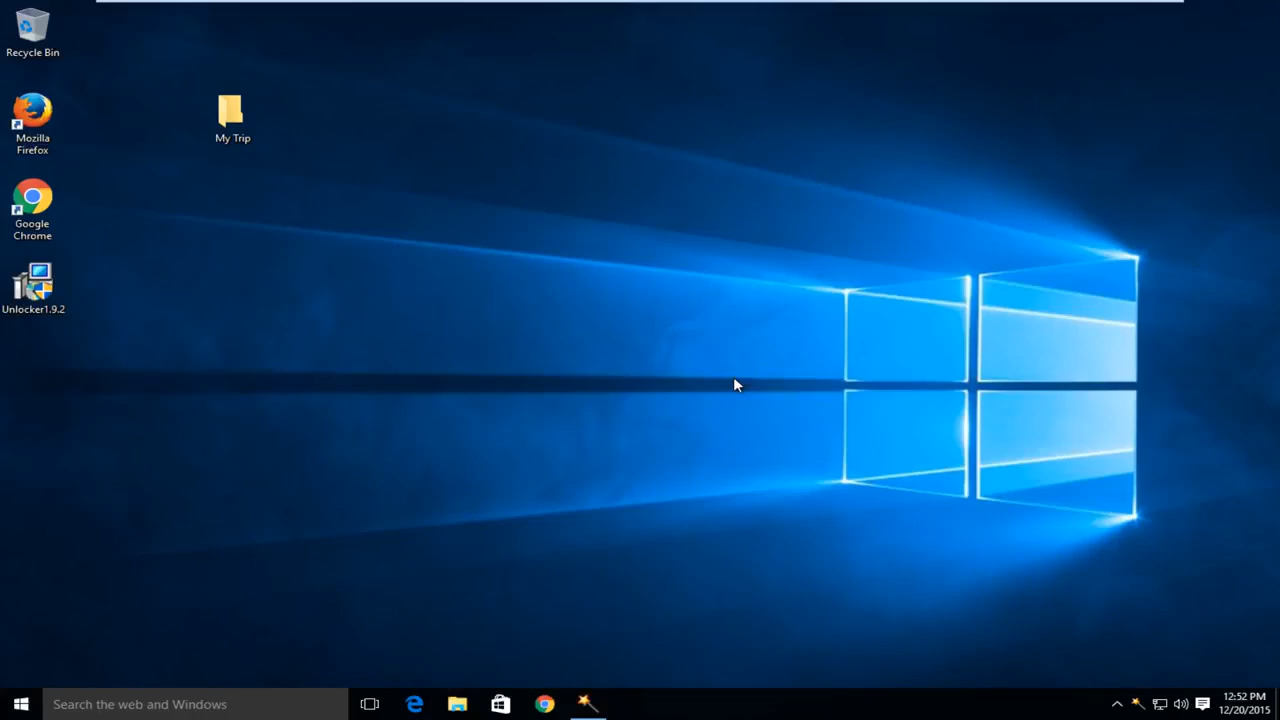 Recycle Bin
Mozilla
Firefox
My Trip
Google
Chrome
Unlocker1.9.2
Search the web and Windows
12:52 PM
12/20/2015